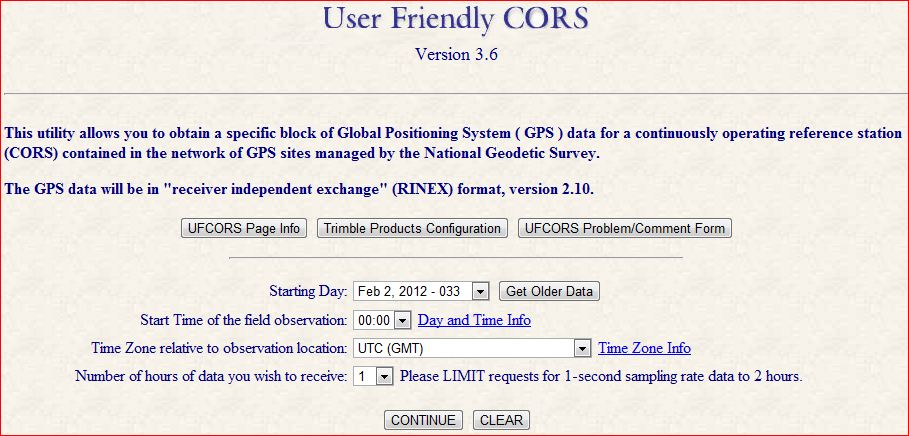 User Friendly CORS
Version 3.6
This utility allows you to obtain a specific block of Global Positioning System ( GPS ) data for a continuously operating reference station
(CORS) contained in the network of GPS sites managed by the National Geodetic Survey.
The GPS data will be in "receiver independent exchange" (RINEX) format, version 2.10.
UFCORS Page Info Trimble Products Configuration UFCORS Problem/Comment Form
Starting Day: Feb 2, 2012 - 033 Get Older Data
Start Time of the field observation: 00:00 Day and Time Info
Time Zone relative to observation location: UTC (GMT) Time Zone Info
Number of hours of data you wish to receive: 1 Please LIMIT requests for 1-second sampling rate data to 2 hours.
CONTINUE CLEAR